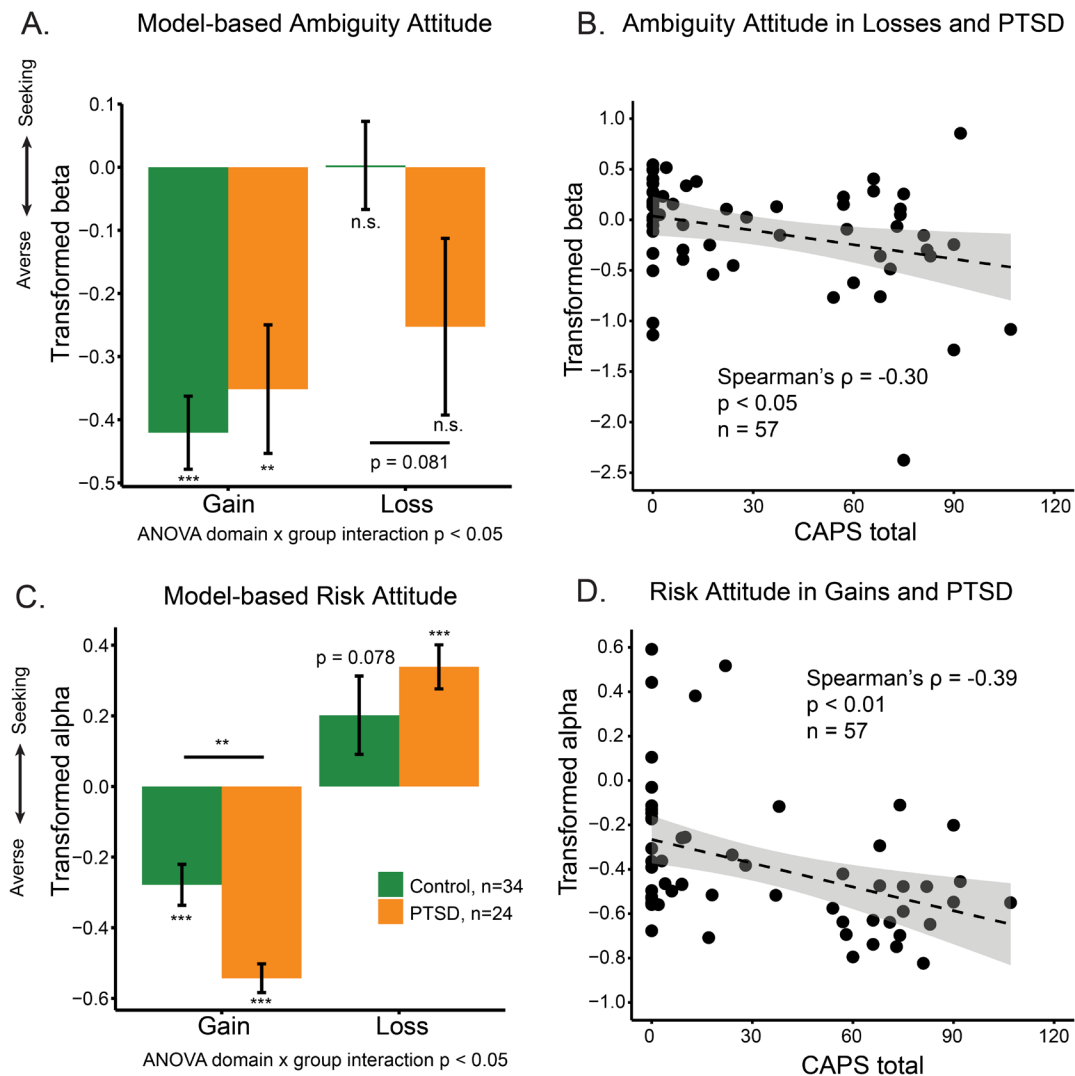 A. Model-based Ambiguity Attitude
Averse Seeking
Transformed beta
0.1
0.0
−0.1
−0.2
−0.3
−0.4
−0.5
n.s.
n.s.
p = 0.081
***
**
Gain Loss
ANOVA domain x group interaction p < 0.05
B. Ambiguity Attitude in Losses and PTSD
Transformed beta
1.0
0.5
0.0
−0.5
−1.0
−1.5
−2.0
−2.5
Spearman's ρ = -0.30
p < 0.05
n = 57
0 30 60 90 120
CAPS total
C. Model-based Risk Attitude
Averse Seeking
Transformed alpha
0.4
0.2
0.0
−0.2
−0.4
−0.6
p = 0.078
***
**
***
***
Control, n=34
PTSD, n=24
Gain Loss
ANOVA domain x group interaction p < 0.05
D. Risk Attitude in Gains and PTSD
Transformed alpha
0.6
0.4
0.2
0.0
−0.2
−0.4
−0.6
−0.8
−1.0
Spearman's ρ = -0.39
p < 0.01
n = 57
0 30 60 90 120
CAPS total